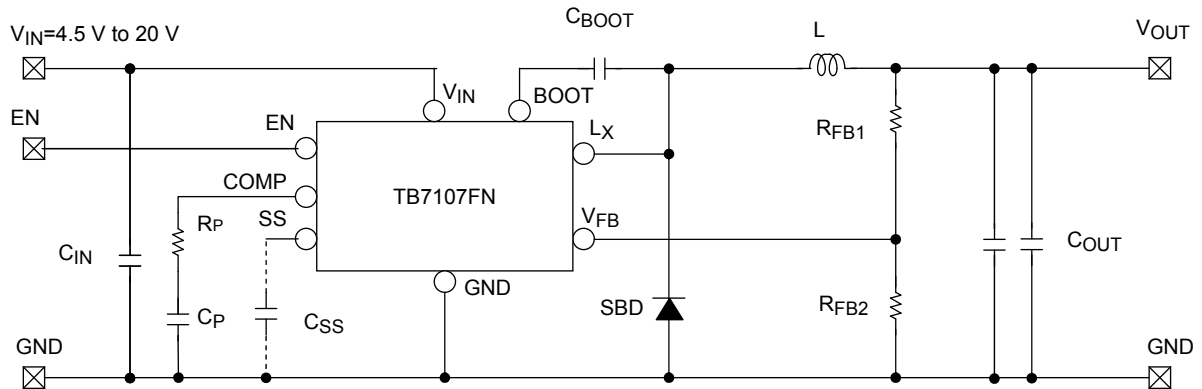 CBOOT
VIN=4.5 V to 20 V
L
VOUT
VIN
BOOT
EN
EN
LX
RFB1
COMP
TB7107FN
RP
SS
VFB
CIN
COUT
GND
SBD
RFB2
CP
CSS
GND
GND